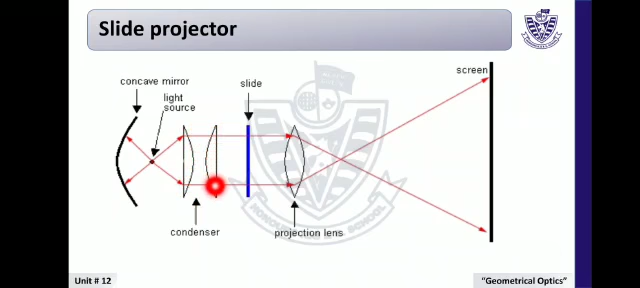 Slide projector
concave mirror
light
source
slide
screen
condenser
projection lens
Unit # 12
“Geometrical Optics”